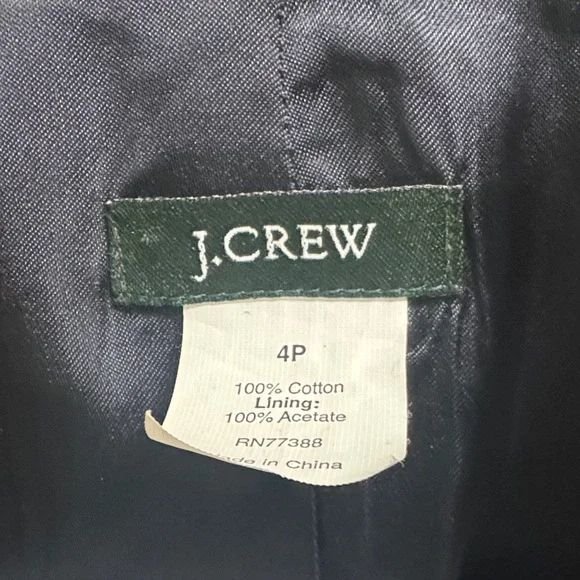 J.CREW
4P
100% Cotton
Lining:
100% Acetate
RN77388
in China